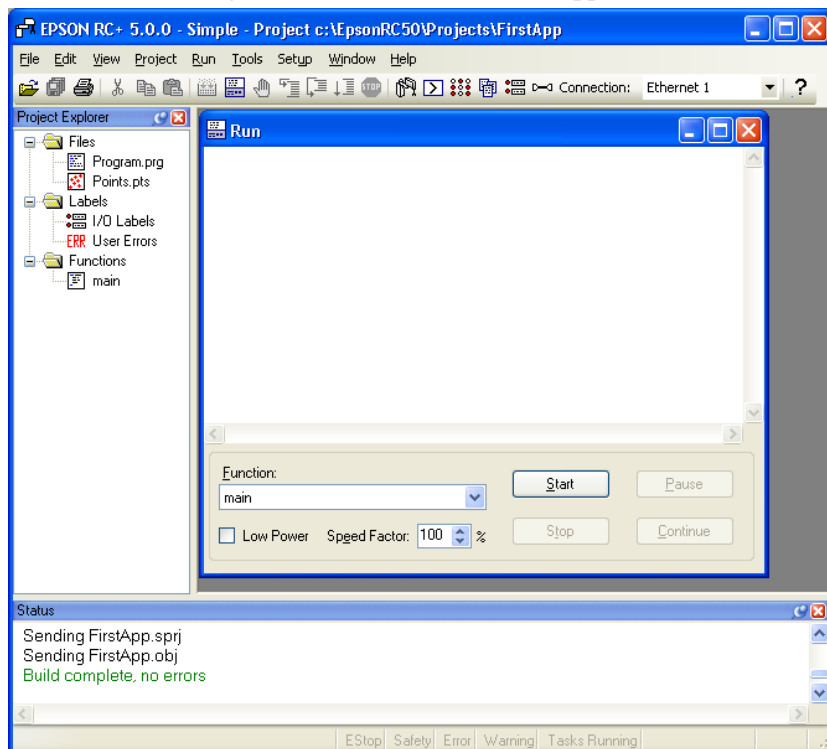 EPSON RC+ 5.0.0 - Simple - Project c:\EpsonRC50\Projects\FirstApp
File Edit View Project Run Tools Setup Window Help
Connection: Ethernet 1
Project Explorer
Files
Program.prg
Points.pts
Labels
I/O Labels
ERR User Errors
Functions
main
Run
Function:
main
Start
Pause
Low Power
Speed Factor: 100 %
Stop
Continue
Status
Sending FirstApp.sprj
Sending FirstApp.obj
Build complete, no errors
EStop Safety Error Warning Tasks Running